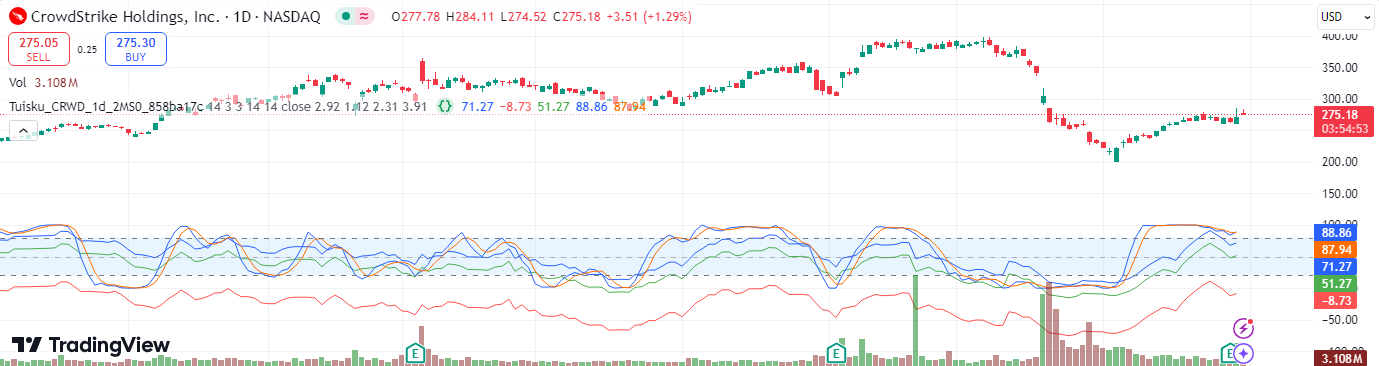 CrowdStrike Holdings, Inc. · 1D · NASDAQ O277.78 H284.11 L274.52 C275.18 +3.51 (+1.29%)
USD
275.05 SELL 0.25 275.30 BUY
Vol 3.108M
Tuisku_CRWD_1d_2MS0_858ba17c 14 3 3 14 14 close 2.92 1.12 2.31 3.91 {} 71.27 −8.73 51.27 88.86 87.94
400.00
350.00
300.00
275.18
03:54:53
200.00
150.00
100.00
88.86
87.94
71.27
51.27
−8.73
−50.00
3.108M
E
E
E
TradingView